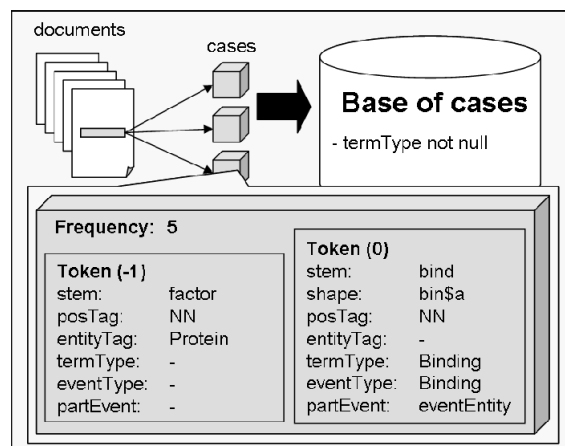 documents
cases
Base of cases
- termType not null
Frequency: 5
Token (-1)
stem: factor
posTag: NN
entityTag: Protein
termType: -
eventType: -
partEvent: -
Token (0)
stem: bind
shape: bin$a
posTag: NN
entityTag: -
termType: Binding
eventType: Binding
partEvent: eventEntity